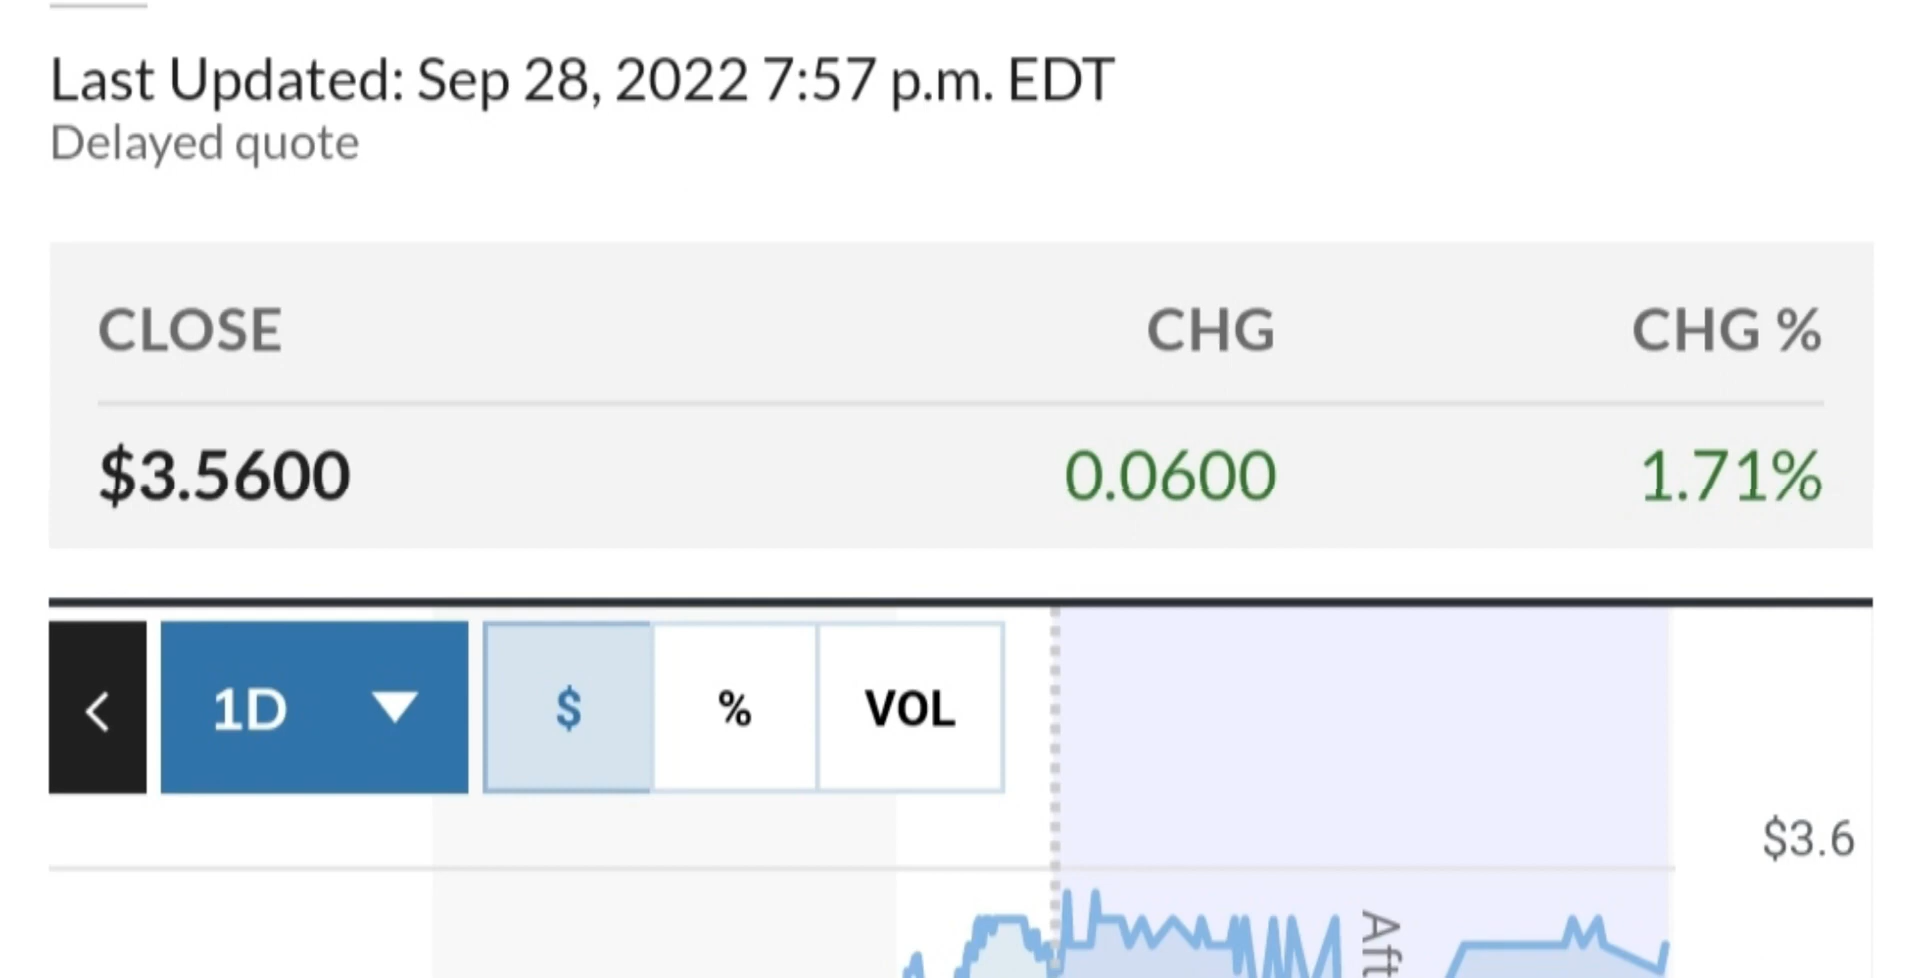 Last Updated: Sep 28, 2022 7:57 p.m. EDT
Delayed quote
CLOSE CHG CHG %
$3.5600 0.0600 1.71%
1D $ % VOL
$3.6
Aft